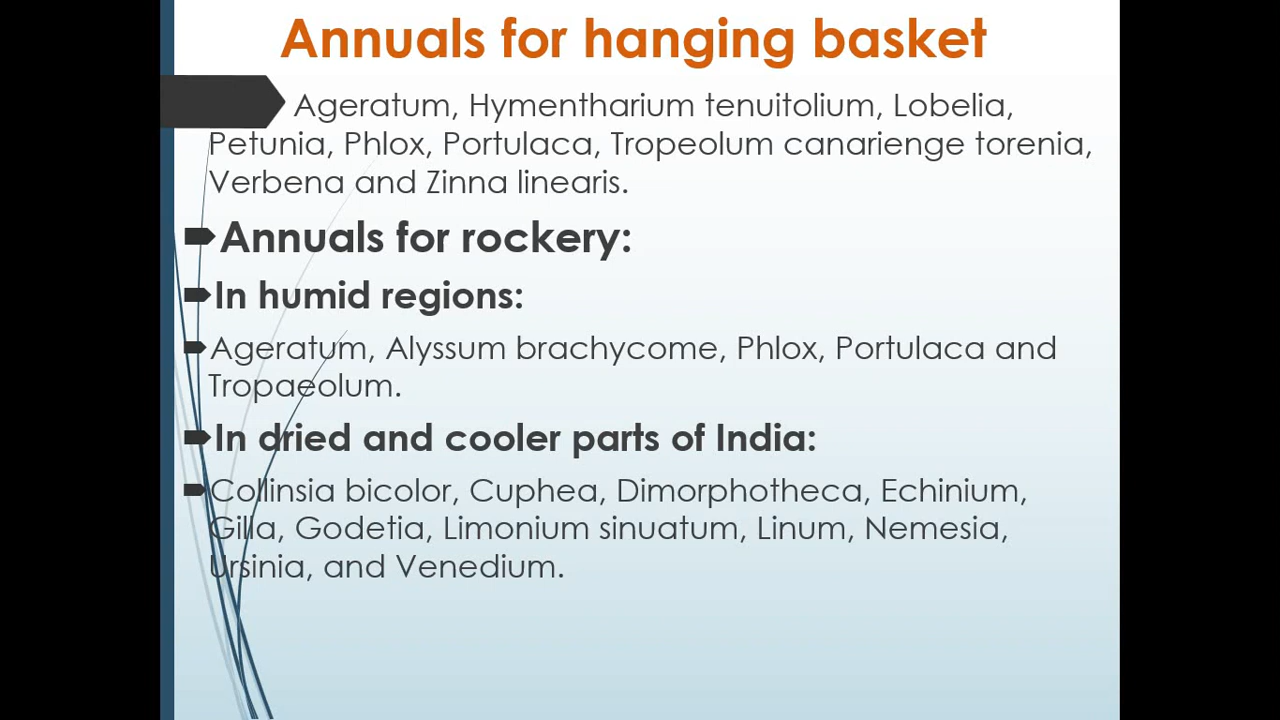 Annuals for hanging basket
Ageratum, Hymentharium tenuitolium, Lobelia,
Petunia, Phlox, Portulaca, Tropeolum canarienge torenia,
Verbena and Zinna linearis.
Annuals for rockery:
In humid regions:
Ageratum, Alyssum brachycome, Phlox, Portulaca and
Tropaeolum.
In dried and cooler parts of India:
Collinsia bicolor, Cuphea, Dimorphotheca, Echinium,
Gilla, Godetia, Limonium sinuatum, Linum, Nemesia,
Ursinia, and Venedium.